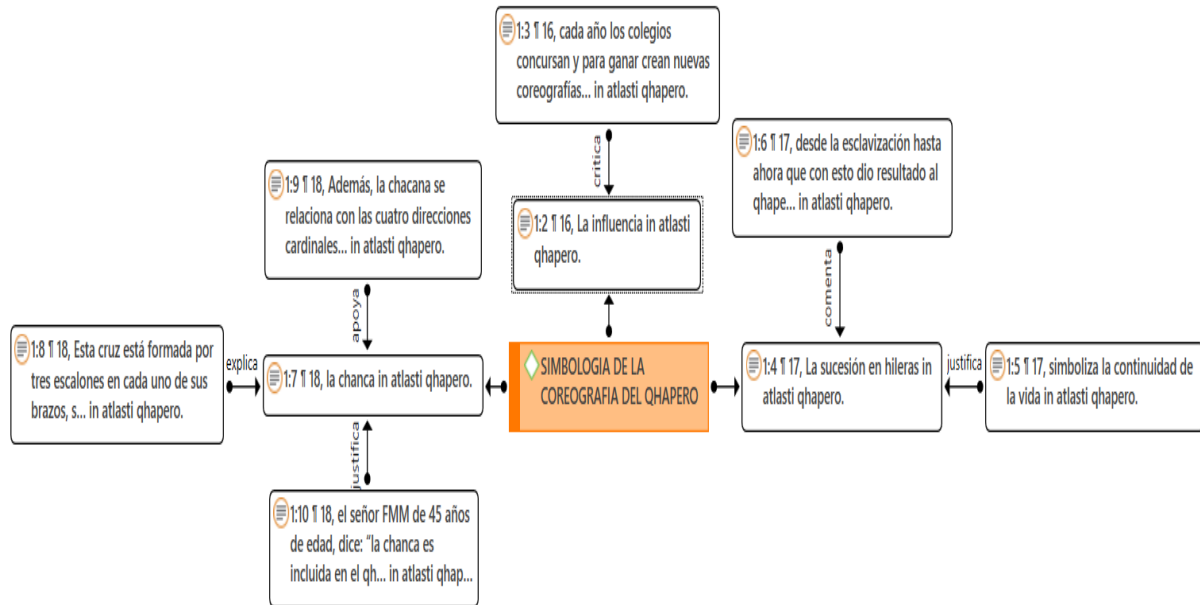 1:3 ¶ 16, cada año los colegios
concursan y para ganar crean nuevas
coreografías... in atlasti qhapero.
critica
1:6 ¶ 17, desde la esclavización hasta
ahora que con esto dio resultado al
qhape... in atlasti qhapero.
1:9 ¶ 18, Además, la chacana se
relaciona con las cuatro direcciones
cardinales... in atlasti qhapero.
1:2 ¶ 16, La influencia in atlasti
qhapero.
apoya
comenta
1:8 ¶ 18, Esta cruz está formada por
tres escalones en cada uno de sus
brazos, s... in atlasti qhapero.
explica
1:7 ¶ 18, la chanca in atlasti qhapero.
SIMBOLOGIA DE LA
COREOGRAFIA DEL QHAPERO
1:4 ¶ 17, La sucesión en hileras in
atlasti qhapero.
justifica
1:5 ¶ 17, simboliza la continuidad de
la vida in atlasti qhapero.
justifica
1:10 ¶ 18, el señor FMM de 45 años
de edad, dice: “la chanca es
incluida en el qh... in atlasti qhap...